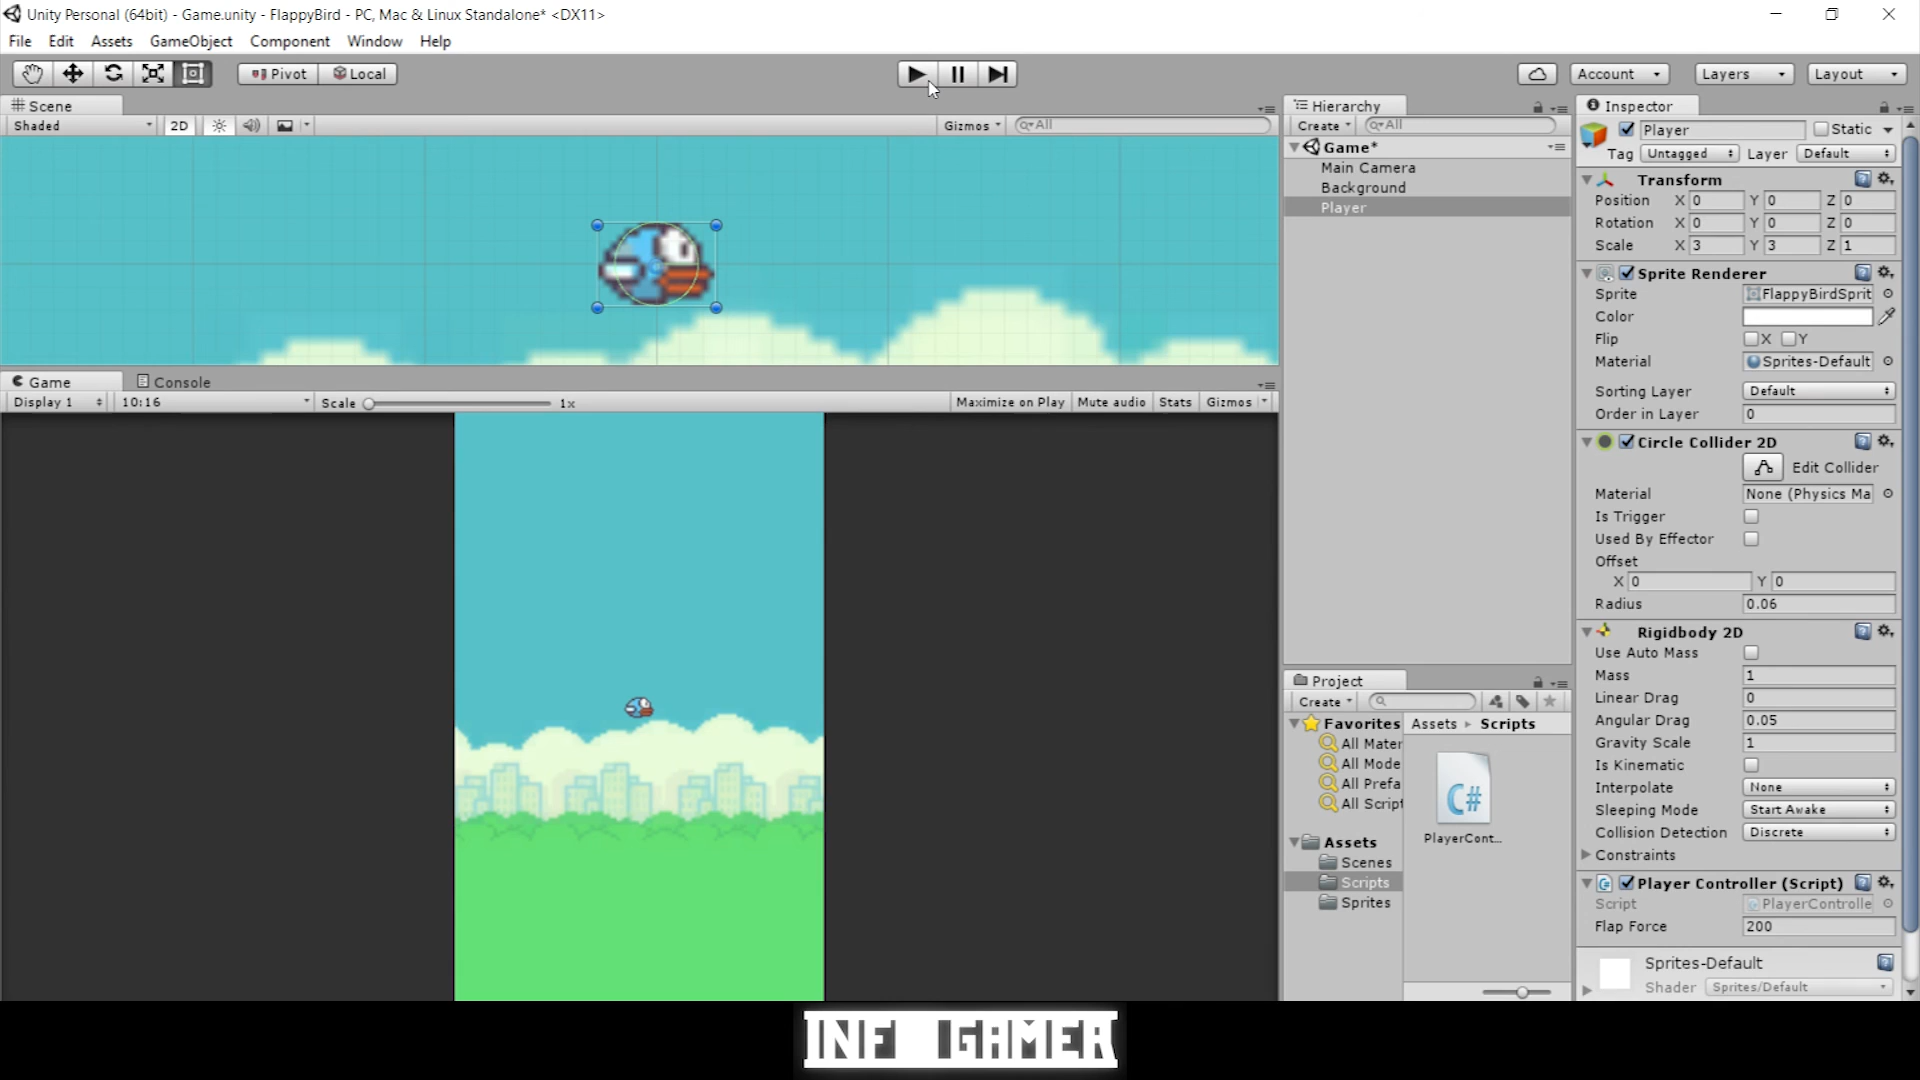 Unity Personal (64bit) - Game.unity - FlappyBird - PC, Mac & Linux Standalone* <DX11>
File Edit Assets GameObject Component Window Help
Pivot Local Account Layers Layout
Scene
Shaded 2D Gizmos All
Hierarchy
Create All
Game*
Main Camera
Background
Player
Game Console
Display 1 10:16 Scale 1x Maximize on Play Mute audio Stats Gizmos
Project
Create
Favorites
All Mater
All Mode
All Prefa
All Script
Assets
Scenes
Scripts
Sprites
Assets Scripts
C#
PlayerCont...
Inspector
Player Static
Tag Untagged Layer Default
Transform
Position X 0 Y 0 Z 0
Rotation X 0 Y 0 Z 0
Scale X 3 Y 3 Z 1
Sprite Renderer
Sprite FlappyBirdSprit
Color
Flip X Y
Material Sprites-Default
Sorting Layer Default
Order in Layer 0
Circle Collider 2D
Edit Collider
Material None (Physics Ma
Is Trigger
Used By Effector
Offset
X 0 Y 0
Radius 0.06
Rigidbody 2D
Use Auto Mass
Mass 1
Linear Drag 0
Angular Drag 0.05
Gravity Scale 1
Is Kinematic
Interpolate None
Sleeping Mode Start Awake
Collision Detection Discrete
Constraints
Player Controller (Script)
Script PlayerControlle
Flap Force 200
Sprites-Default
Shader Sprites/Default
INF GAMER